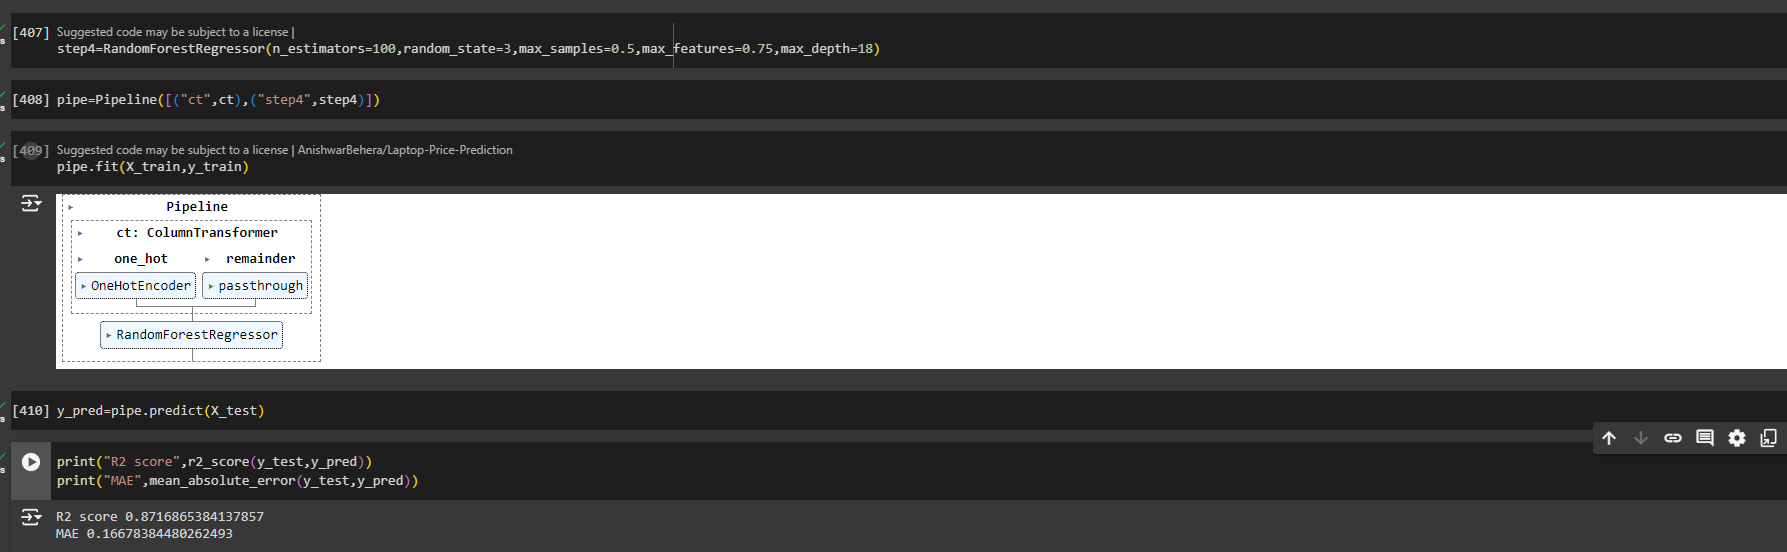 [407] Suggested code may be subject to a license |
step4=RandomForestRegressor(n_estimators=100,random_state=3,max_samples=0.5,max_features=0.75,max_depth=18)
[408] pipe=Pipeline([("ct",ct),("step4",step4)])
[409] Suggested code may be subject to a license | AnishwarBehera/Laptop-Price-Prediction
pipe.fit(X_train,y_train)
Pipeline
ct: ColumnTransformer
one_hot remainder
OneHotEncoder passthrough
RandomForestRegressor
[410] y_pred=pipe.predict(X_test)
print("R2 score",r2_score(y_test,y_pred))
print("MAE",mean_absolute_error(y_test,y_pred))
R2 score 0.8716865384137857
MAE 0.16678384480262493